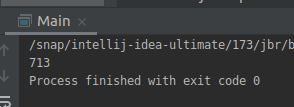 Main
/snap/intellij-idea-ultimate/173/jbr/b
713
Process finished with exit code 0